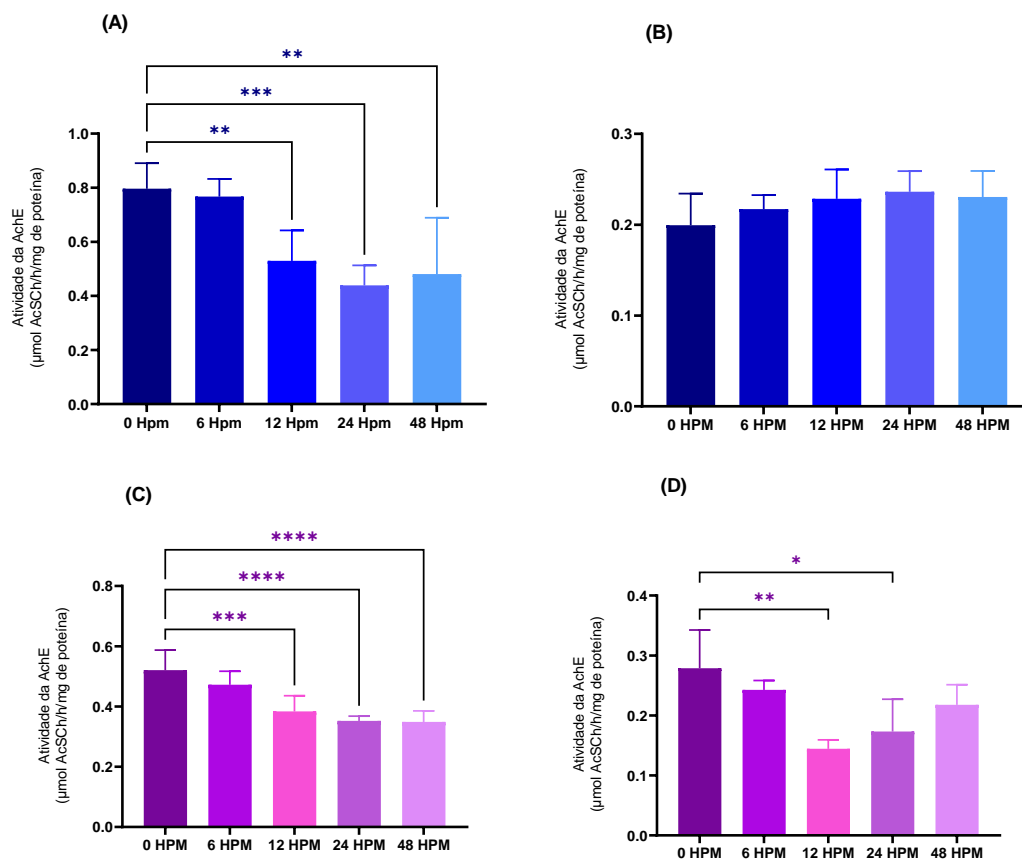 (A)
**
***
**
Atividade da AchE
(µmol AcSCh/h/mg de poteína)
1.0
0.8
0.6
0.4
0.2
0.0
0 Hpm 6 Hpm 12 Hpm 24 Hpm 48 Hpm
(B)
Atividade da AchE
(µmol AcSCh/h/mg de poteína)
0.3
0.2
0.1
0.0
0 HPM 6 HPM 12 HPM 24 HPM 48 HPM
(C)
****
****
***
Atividade da AchE
(µmol AcSCh/h/mg de poteína)
0.8
0.6
0.4
0.2
0.0
0 HPM 6 HPM 12 HPM 24 HPM 48 HPM
(D)
*
**
Atividade da AchE
(µmol AcSCh/h/mg de poteína)
0.4
0.3
0.2
0.1
0.0
0 HPM 6 HPM 12 HPM 24 HPM 48 HPM